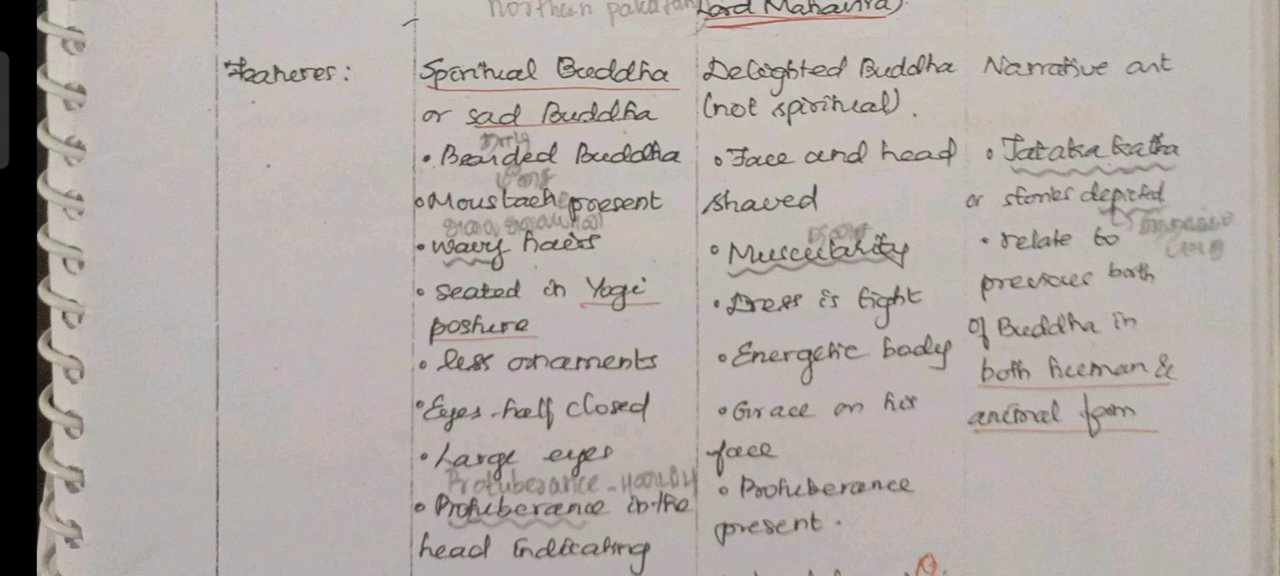 northern
Lord Mahavira)
Features:
Spiritual Buddha
or sad Buddha
• Bearded Buddha
• Moustache present
• wavy hairs
• seated in Yogi
posture
• less ornaments
• Eyes-half closed
• Large eyes
Protuberance -
• Protuberance in the
head indicating
Delighted Buddha
(not spiritual).
• Face and head
shaved
• Muscularity
• Dress is tight
• Energetic body
• Grace on his
face
• Protuberance
present.
Narrative art
• Jataka Katha
or stories depicted
• relate to
previous both
of Buddha in
both human &
animal form